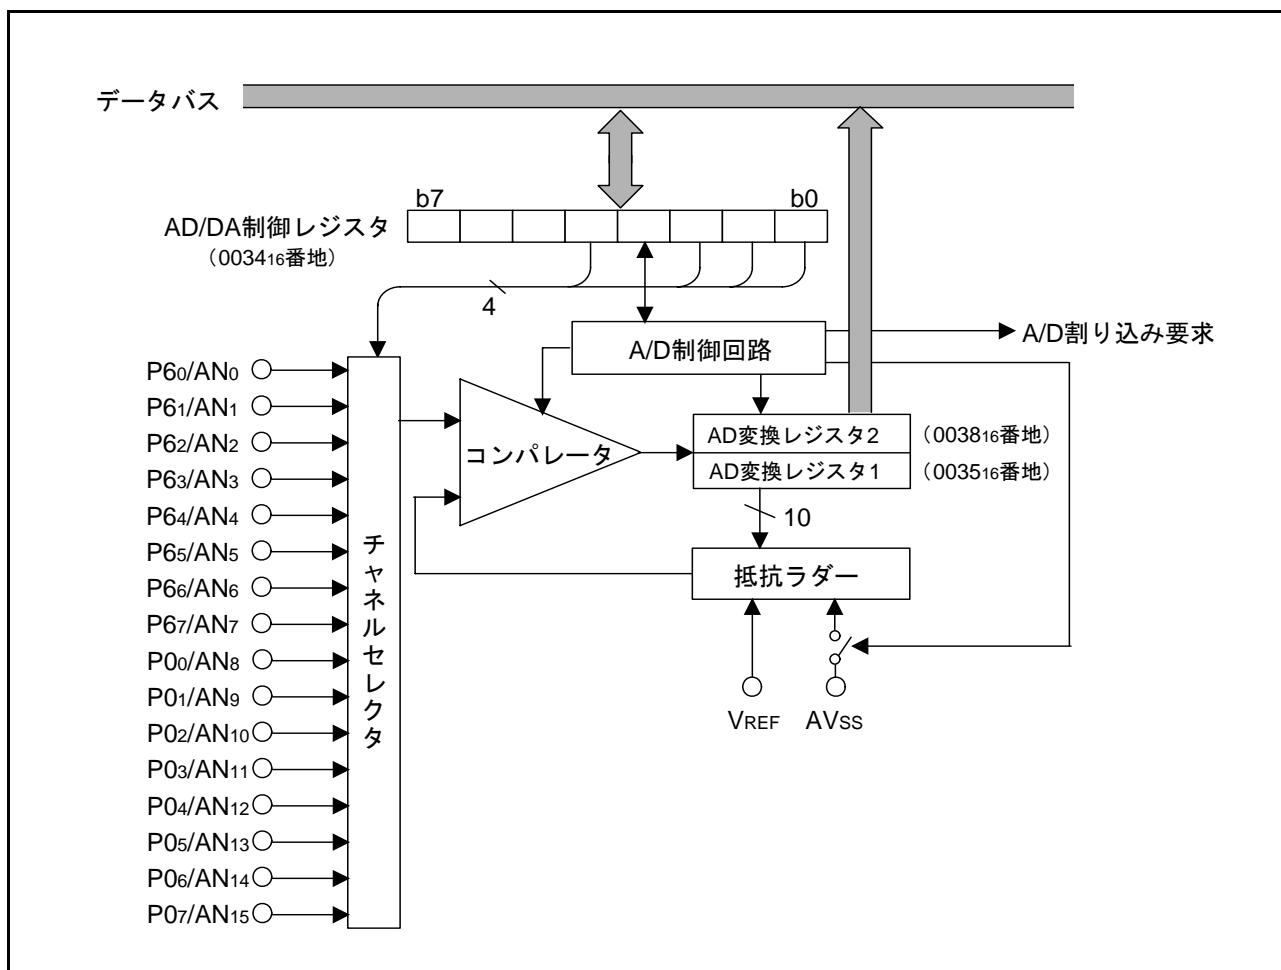 データバス
b7
b0
AD/DA制御レジスタ
（003416番地）
4
A/D制御回路
A/D割り込み要求
P60/AN0
P61/AN1
P62/AN2
P63/AN3
P64/AN4
P65/AN5
P66/AN6
P67/AN7
P00/AN8
P01/AN9
P02/AN10
P03/AN11
P04/AN12
P05/AN13
P06/AN14
P07/AN15
チャネルセレクタ
コンパレータ
AD変換レジスタ2
（003816番地）
AD変換レジスタ1
（003516番地）
10
抵抗ラダー
VREF
AVSS